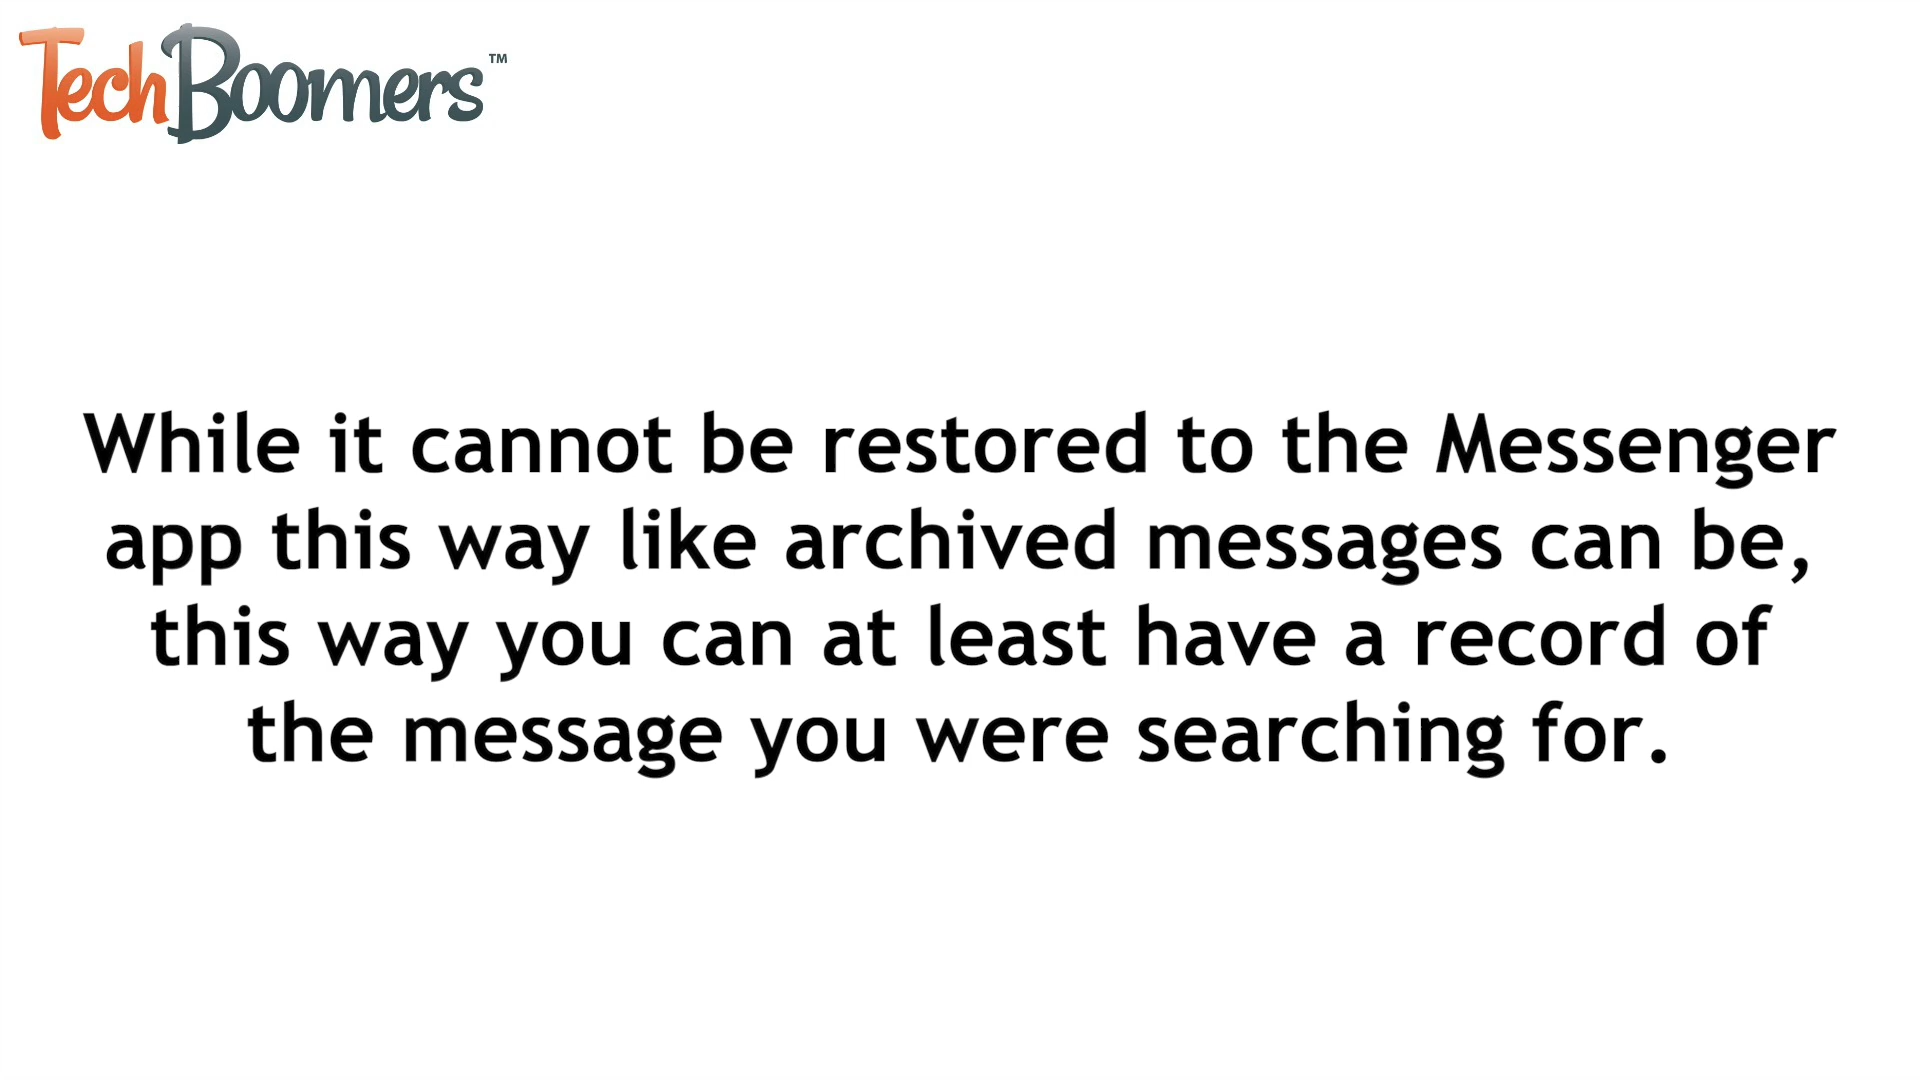 TechBoomers™
While it cannot be restored to the Messenger
app this way like archived messages can be,
this way you can at least have a record of
the message you were searching for.